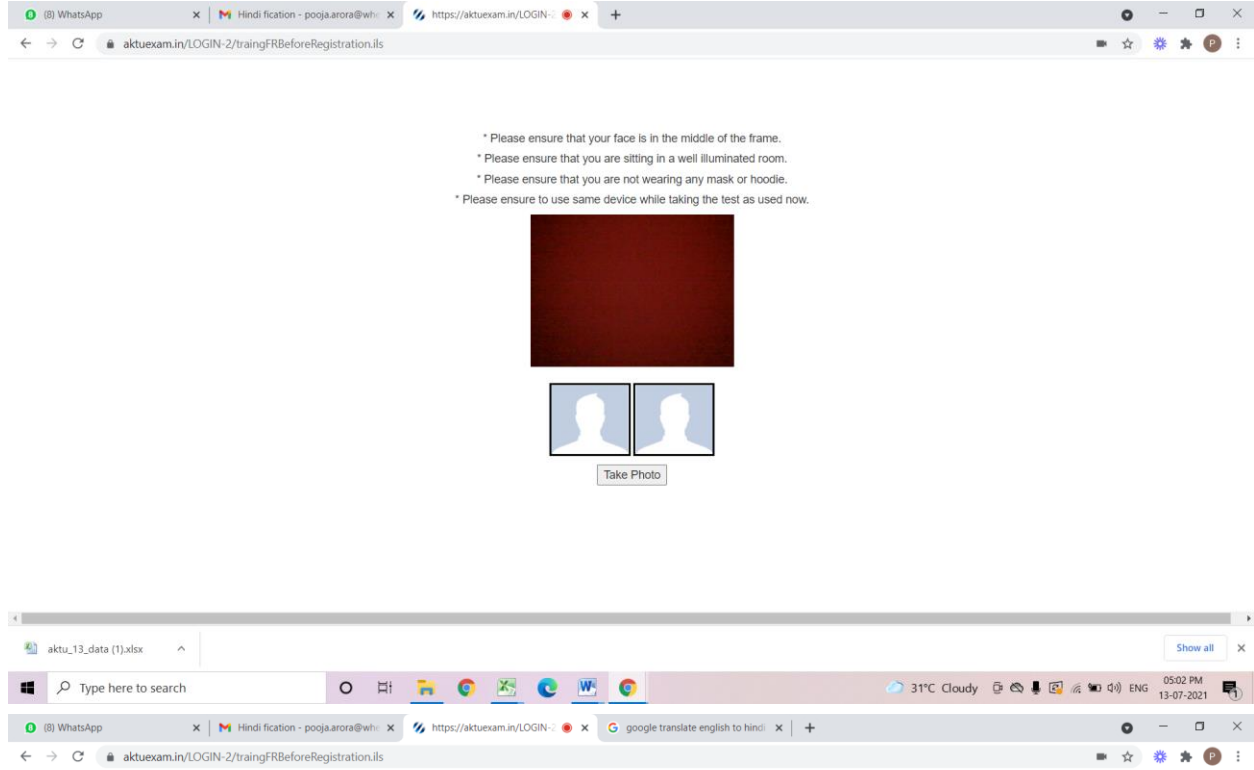 (8) WhatsApp
Hindi fication - pooja.arora@whe
https://aktuexam.in/LOGIN-2
aktuexam.in/LOGIN-2/traingFRBeforeRegistration.ils
P
* Please ensure that your face is in the middle of the frame.
* Please ensure that you are sitting in a well illuminated room.
* Please ensure that you are not wearing any mask or hoodie.
* Please ensure to use same device while taking the test as used now.
Take Photo
aktu_13_data (1).xlsx
Show all
Type here to search
31°C Cloudy
ENG
05:02 PM
13-07-2021
(8) WhatsApp
Hindi fication - pooja.arora@whe
https://aktuexam.in/LOGIN-2
google translate english to hindi
aktuexam.in/LOGIN-2/traingFRBeforeRegistration.ils
P